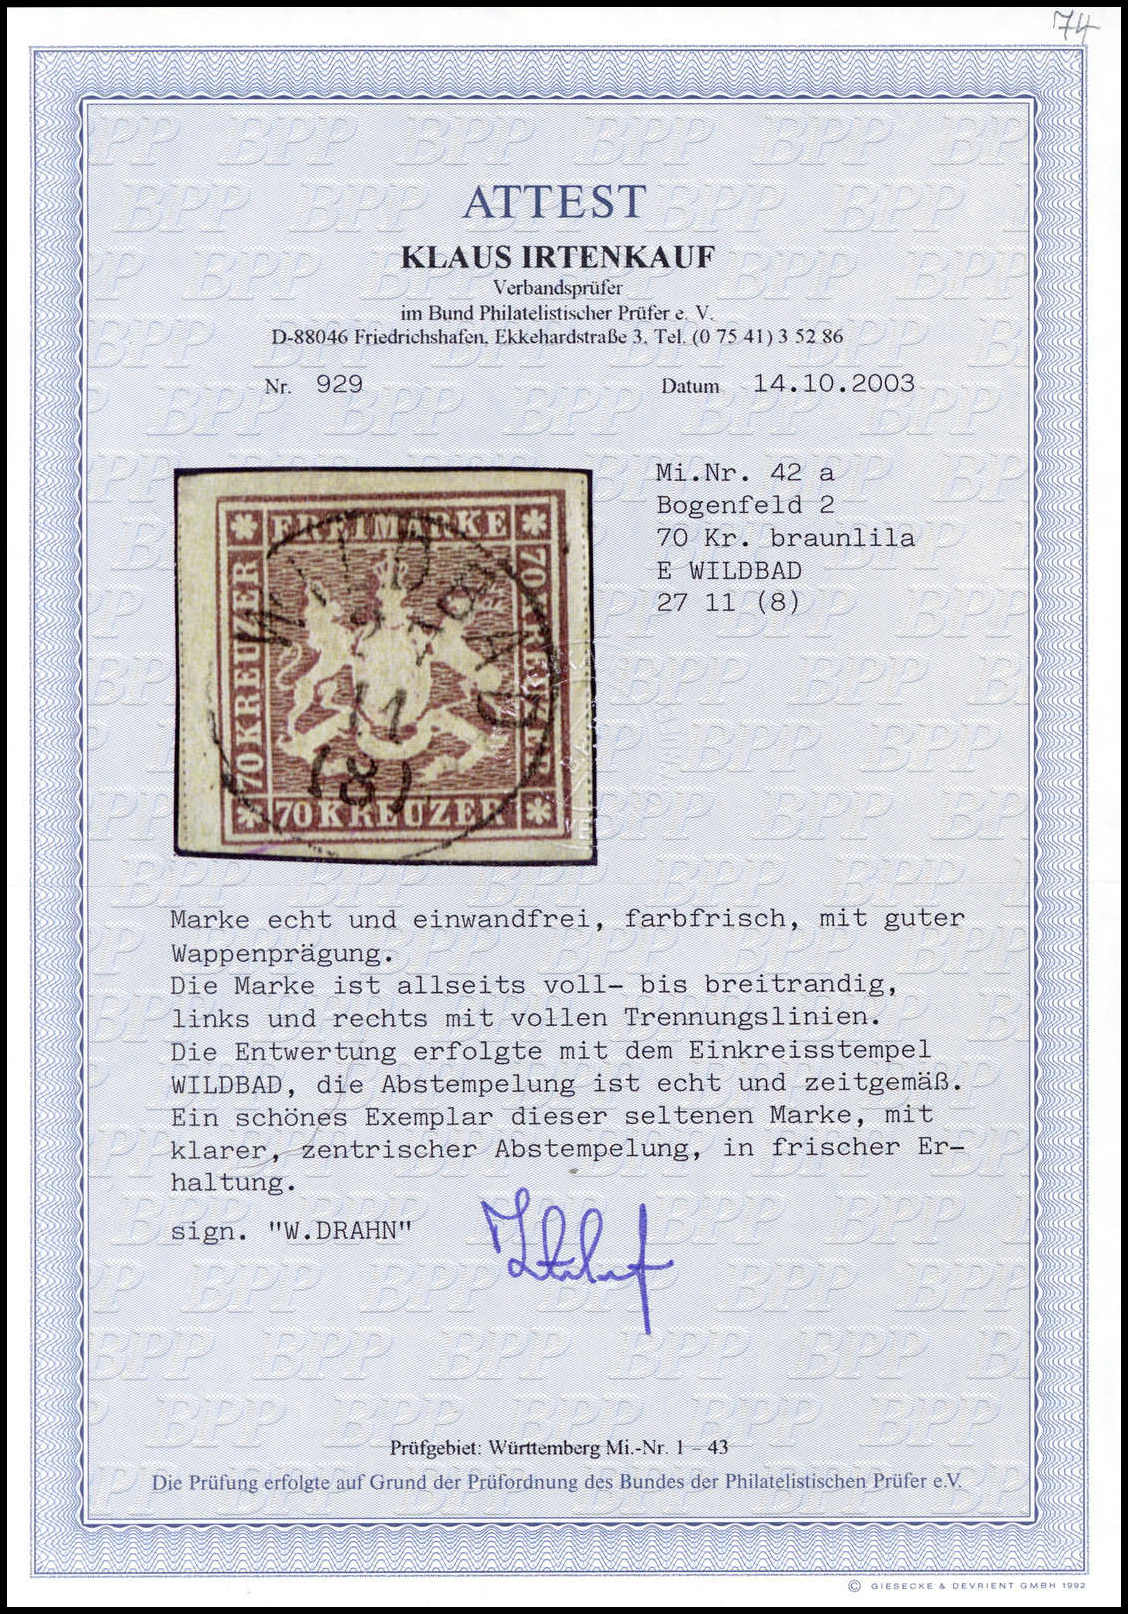 74
ATTEST
KLAUS IRTENKAUF
Verbandsprüfer
im Bund Philatelistischer Prüfer e. V.
D-88046 Friedrichshafen, Ekkehardstraße 3, Tel. (0 75 41) 3 52 86
Nr. 929 Datum 14.10.2003
Mi.Nr. 42 a
Bogenfeld 2
70 Kr. braunlila
E WILDBAD
27 11 (8)
FREIMARKE
70 KREUZER
70 KREUZER
70 KREUZER
WILDBAD
27
11
(8)
Marke echt und einwandfrei, farbfrisch, mit guter
Wappenprägung.
Die Marke ist allseits voll- bis breitrandig,
links und rechts mit vollen Trennungslinien.
Die Entwertung erfolgte mit dem Einkreisstempel
WILDBAD, die Abstempelung ist echt und zeitgemäß.
Ein schönes Exemplar dieser seltenen Marke, mit
klarer, zentrischer Abstempelung, in frischer Er-
haltung.
sign. "W.DRAHN"
Prüfgebiet: Württemberg Mi.-Nr. 1 – 43
Die Prüfung erfolgte auf Grund der Prüfordnung des Bundes der Philatelistischen Prüfer e.V.
© GIESECKE & DEVRIENT GMBH 1992